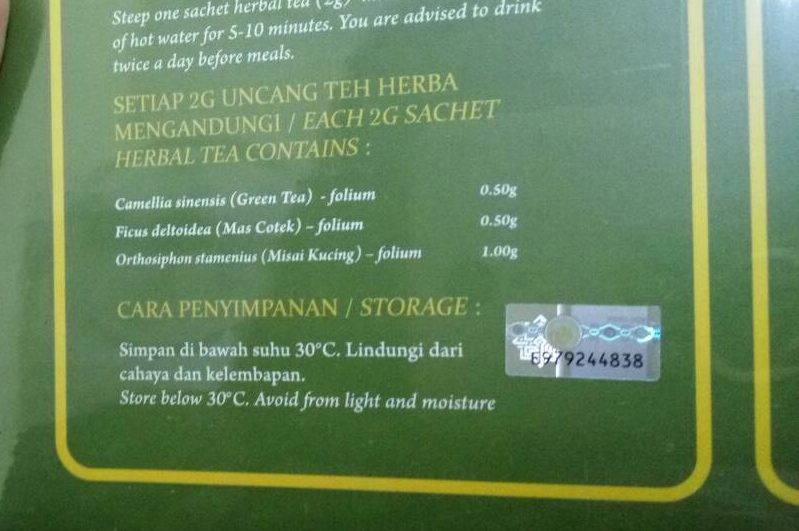 Steep one sachet herbal tea (2g)
of hot water for 5-10 minutes. You are advised to drink
twice a day before meals.
SETIAP 2G UNCANG TEH HERBA
MENGANDUNGI / EACH 2G SACHET
HERBAL TEA CONTAINS :
Camellia sinensis (Green Tea) - folium 0.50g
Ficus deltoidea (Mas Cotek) – folium 0.50g
Orthosiphon stamenius (Misai Kucing) – folium 1.00g
CARA PENYIMPANAN / STORAGE :
Simpan di bawah suhu 30°C. Lindungi dari
cahaya dan kelembapan.
Store below 30°C. Avoid from light and moisture
E979244838